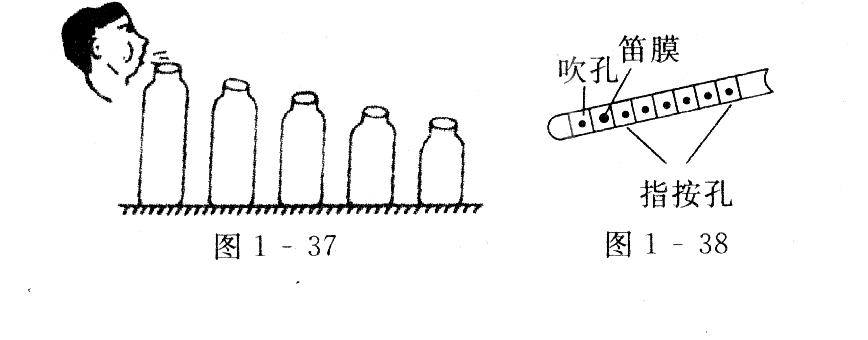 笛膜
吹孔
指按孔
图 1 - 37
图 1 - 38